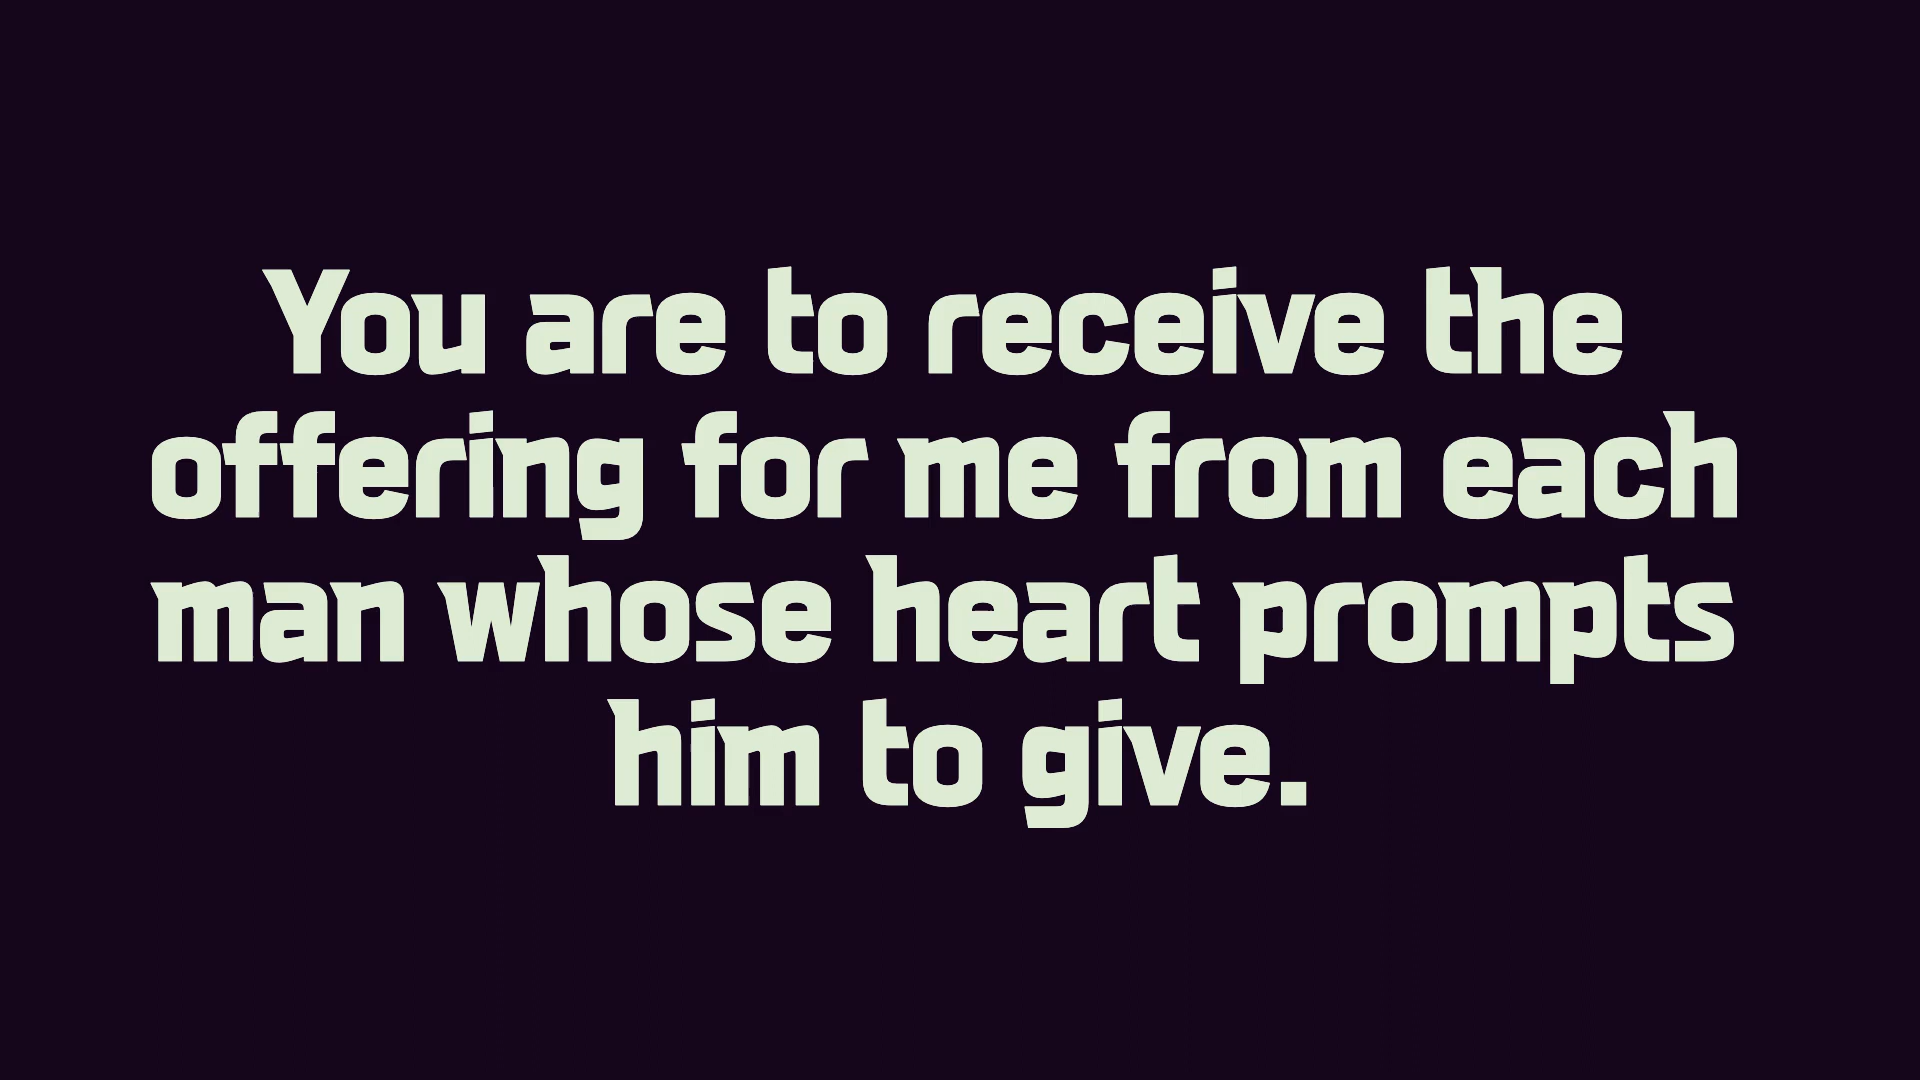 You are to receive the
offering for me from each
man whose heart prompts
him to give.